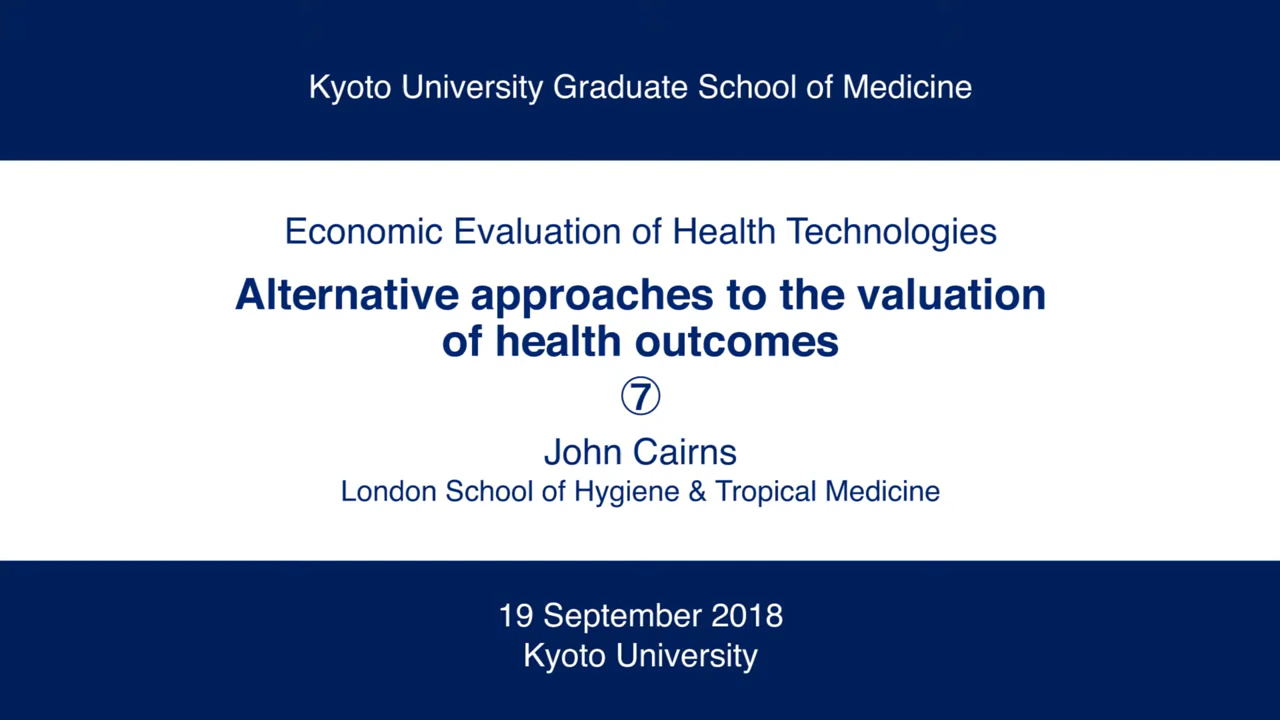 Kyoto University Graduate School of Medicine
Economic Evaluation of Health Technologies
Alternative approaches to the valuation
of health outcomes
⑦
John Cairns
London School of Hygiene & Tropical Medicine
19 September 2018
Kyoto University